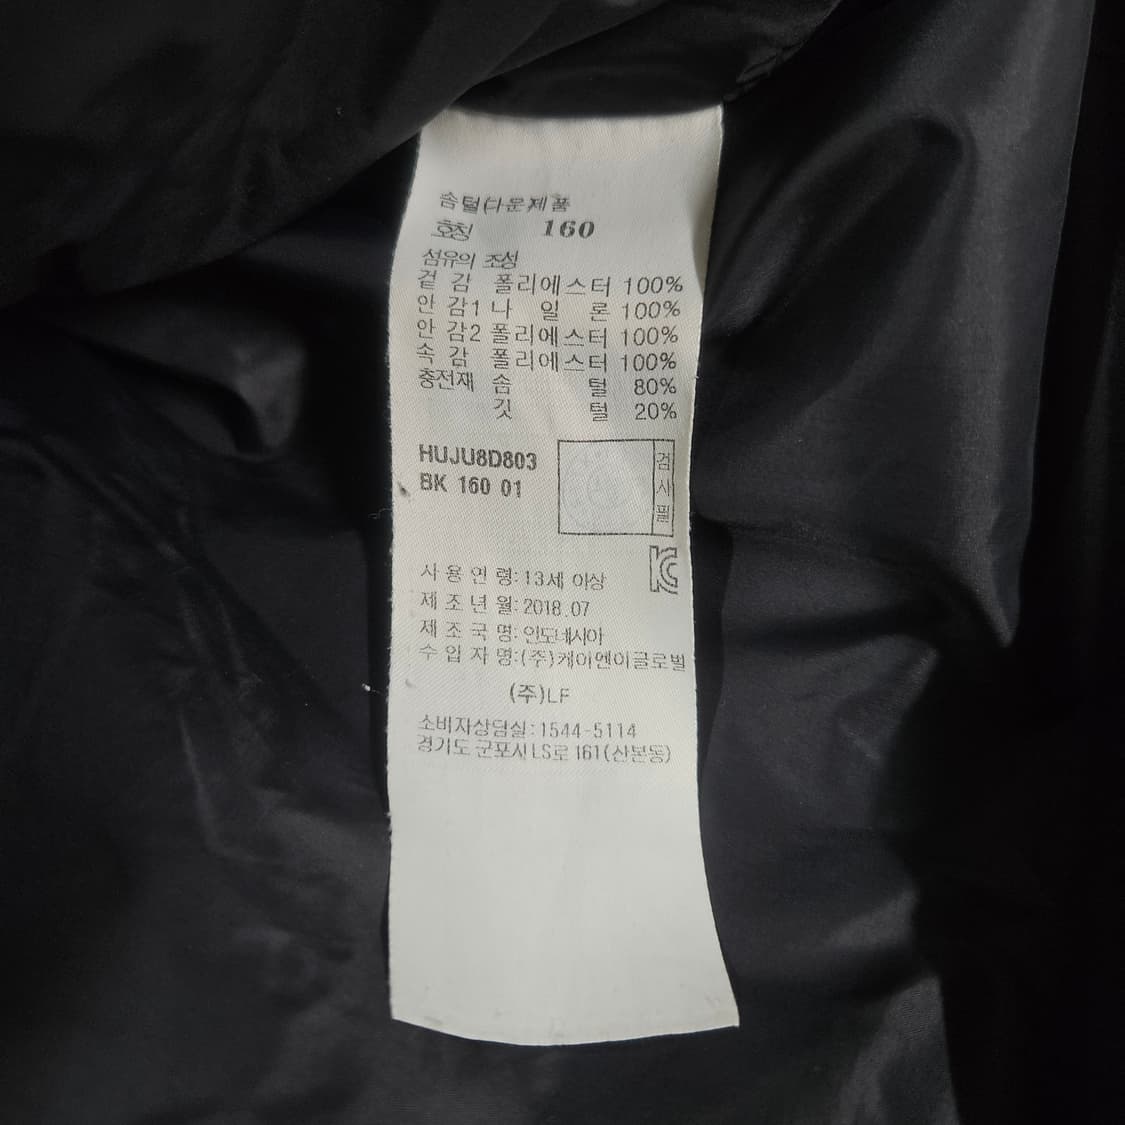 솜털(다운)제품
호칭 160
섬유의 조성
겉 감 폴리에스터 100%
안 감1 나 일 론 100%
안 감2 폴리에스터 100%
속 감 폴리에스터 100%
충전재 솜 털 80%
깃 털 20%
HUJU8D803
BK 160 01
검사필
KC
사 용 연 령: 13세 이상
제 조 년 월: 2018.07
제 조 국 명: 인도네시아
수 입 자 명: (주)케이엔이글로벌
(주)LF
소비자상담실: 1544-5114
경기도 군포시 LS로 161(산본동)